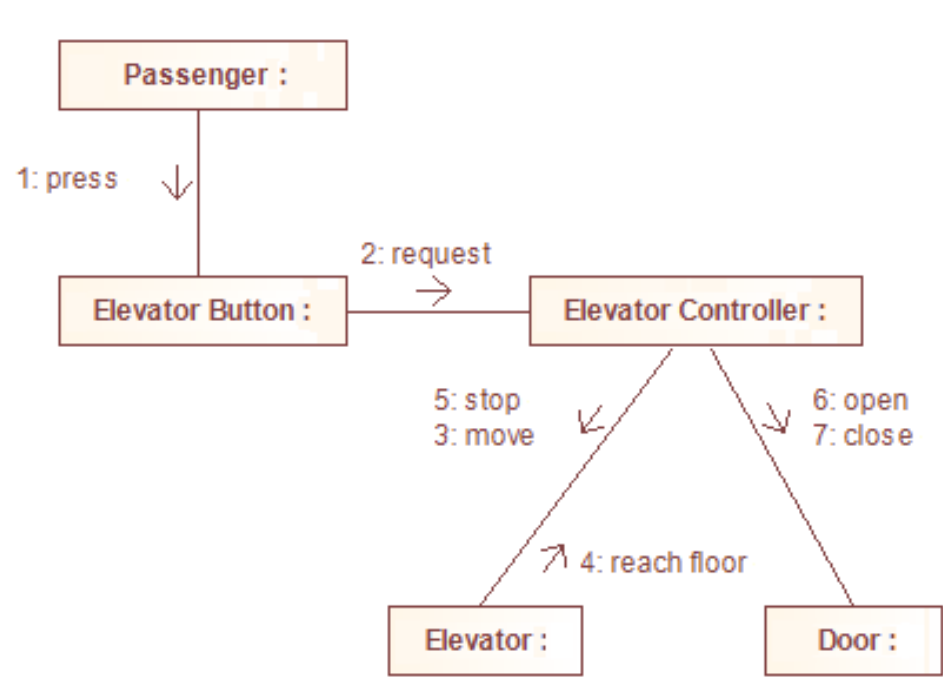 Passenger :
1: press
2: request
Elevator Button :
Elevator Controller :
5: stop
3: move
6: open
7: close
4: reach floor
Elevator :
Door :